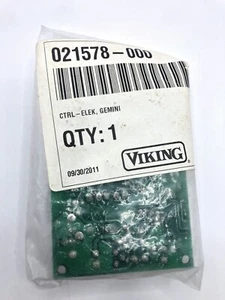 021578-000
CTRL-ELEK, GEMINI
QTY: 1
VIKING
09/30/2011